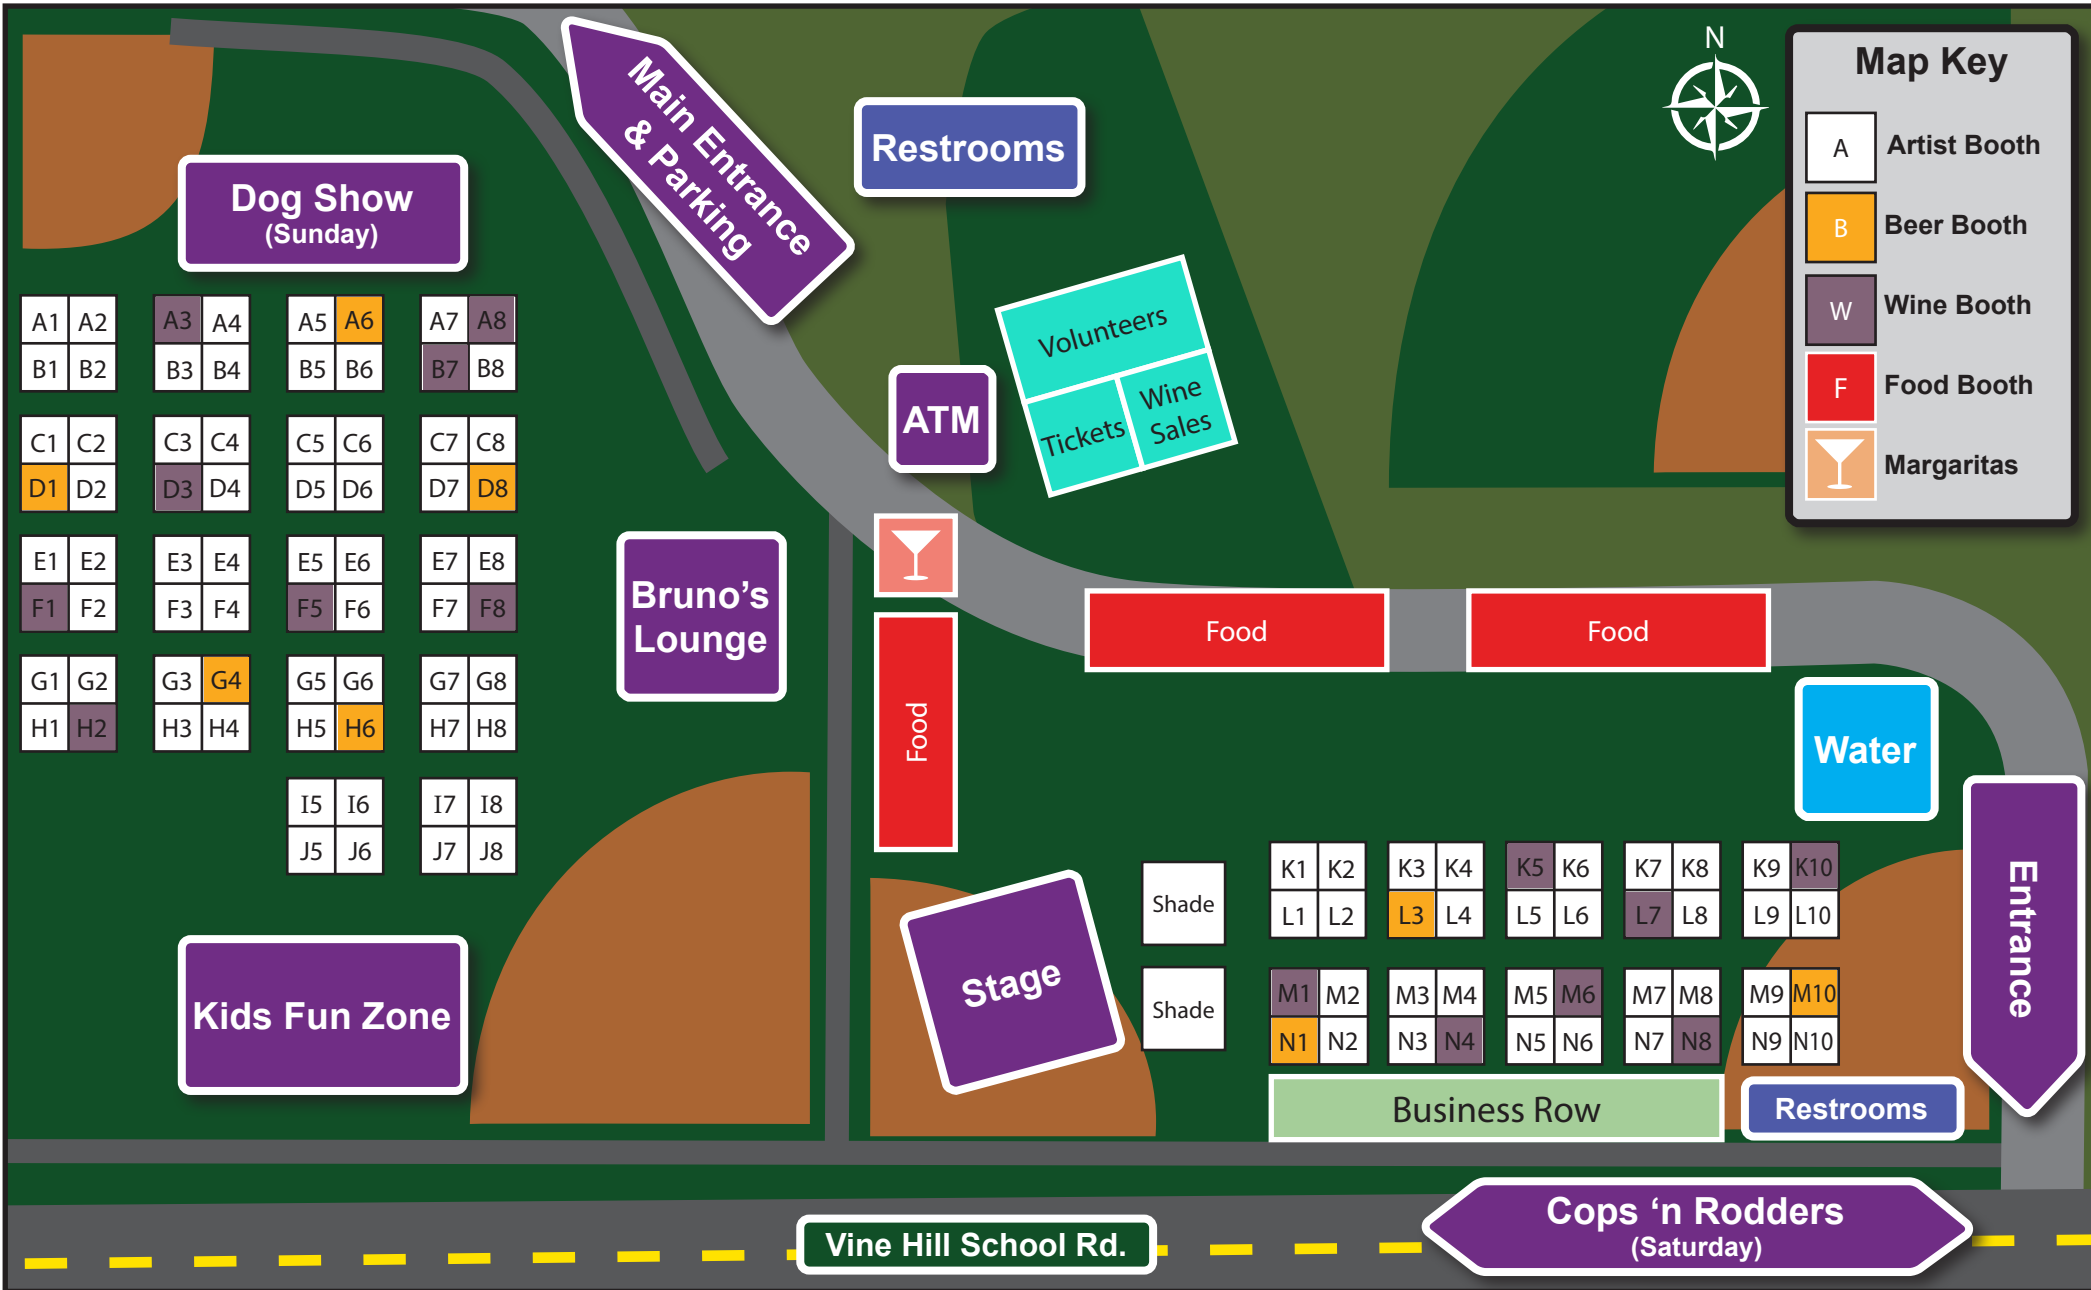 N
Map Key
A
Artist Booth
B
Beer Booth
W
Wine Booth
F
Food Booth
Margaritas
Main Entrance
& Parking
Restrooms
Dog Show
(Sunday)
A1 A2 A3 A4 A5 A6 A7 A8
B1 B2 B3 B4 B5 B6 B7 B8
C1 C2 C3 C4 C5 C6 C7 C8
D1 D2 D3 D4 D5 D6 D7 D8
E1 E2 E3 E4 E5 E6 E7 E8
F1 F2 F3 F4 F5 F6 F7 F8
G1 G2 G3 G4 G5 G6 G7 G8
H1 H2 H3 H4 H5 H6 H7 H8
I5 I6 I7 I8
J5 J6 J7 J8
Volunteers
Tickets
Wine
Sales
ATM
Bruno’s
Lounge
Food
Food
Food
Water
Entrance
Kids Fun Zone
Stage
Shade
Shade
K1 K2 K3 K4 K5 K6 K7 K8 K9 K10
L1 L2 L3 L4 L5 L6 L7 L8 L9 L10
M1 M2 M3 M4 M5 M6 M7 M8 M9 M10
N1 N2 N3 N4 N5 N6 N7 N8 N9 N10
Business Row
Restrooms
Cops ‘n Rodders
(Saturday)
Vine Hill School Rd.